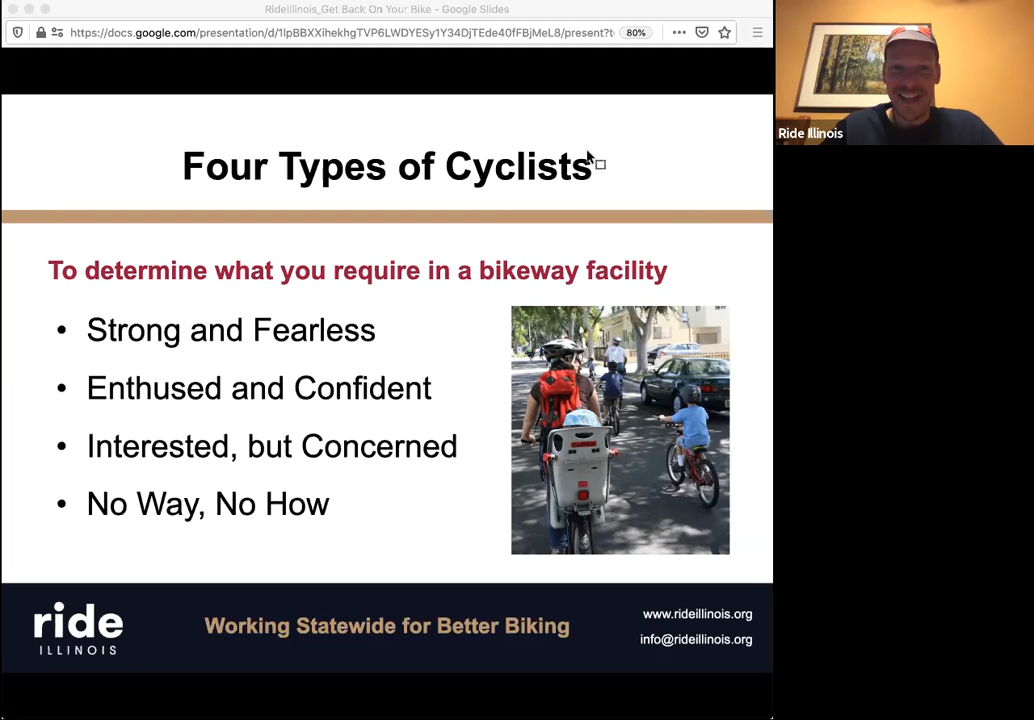 RideIllinois_Get Back On Your Bike - Google Slides
https://docs.google.com/presentation/d/1lpBBXXihekhgTVP6LWDYESy1Y34DjTEde40fFBjMeL8/present?t
80%
Ride Illinois
Four Types of Cyclists
To determine what you require in a bikeway facility
• Strong and Fearless
• Enthused and Confident
• Interested, but Concerned
• No Way, No How
ride
ILLINOIS
Working Statewide for Better Biking
www.rideillinois.org
info@rideillinois.org